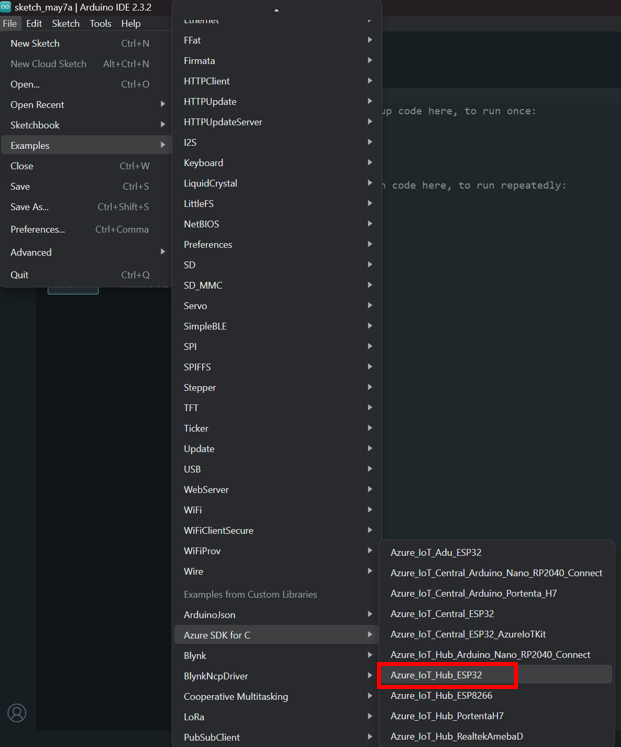 sketch_may7a | Arduino IDE 2.3.2
File Edit Sketch Tools Help
New Sketch Ctrl+N
New Cloud Sketch Alt+Ctrl+N
Open... Ctrl+O
Open Recent
Sketchbook
Examples
Close Ctrl+W
Save Ctrl+S
Save As... Ctrl+Shift+S
Preferences... Ctrl+Comma
Advanced
Quit Ctrl+Q
Ethernet
FFat
Firmata
HTTPClient
HTTPUpdate
HTTPUpdateServer
I2S
Keyboard
LiquidCrystal
LittleFS
NetBIOS
Preferences
SD
SD_MMC
Servo
SimpleBLE
SPI
SPIFFS
Stepper
TFT
Ticker
Update
USB
WebServer
WiFi
WiFiClientSecure
WiFiProv
Wire
Examples from Custom Libraries
ArduinoJson
Azure SDK for C
Blynk
BlynkNcpDriver
Cooperative Multitasking
LoRa
PubSubClient
up code here, to run once:
n code here, to run repeatedly:
Azure_IoT_Adu_ESP32
Azure_IoT_Central_Arduino_Nano_RP2040_Connect
Azure_IoT_Central_Arduino_Portenta_H7
Azure_IoT_Central_ESP32
Azure_IoT_Central_ESP32_AzureIoTKit
Azure_IoT_Hub_Arduino_Nano_RP2040_Connect
Azure_IoT_Hub_ESP32
Azure_IoT_Hub_ESP8266
Azure_IoT_Hub_PortentaH7
Azure_IoT_Hub_RealtekAmebaD